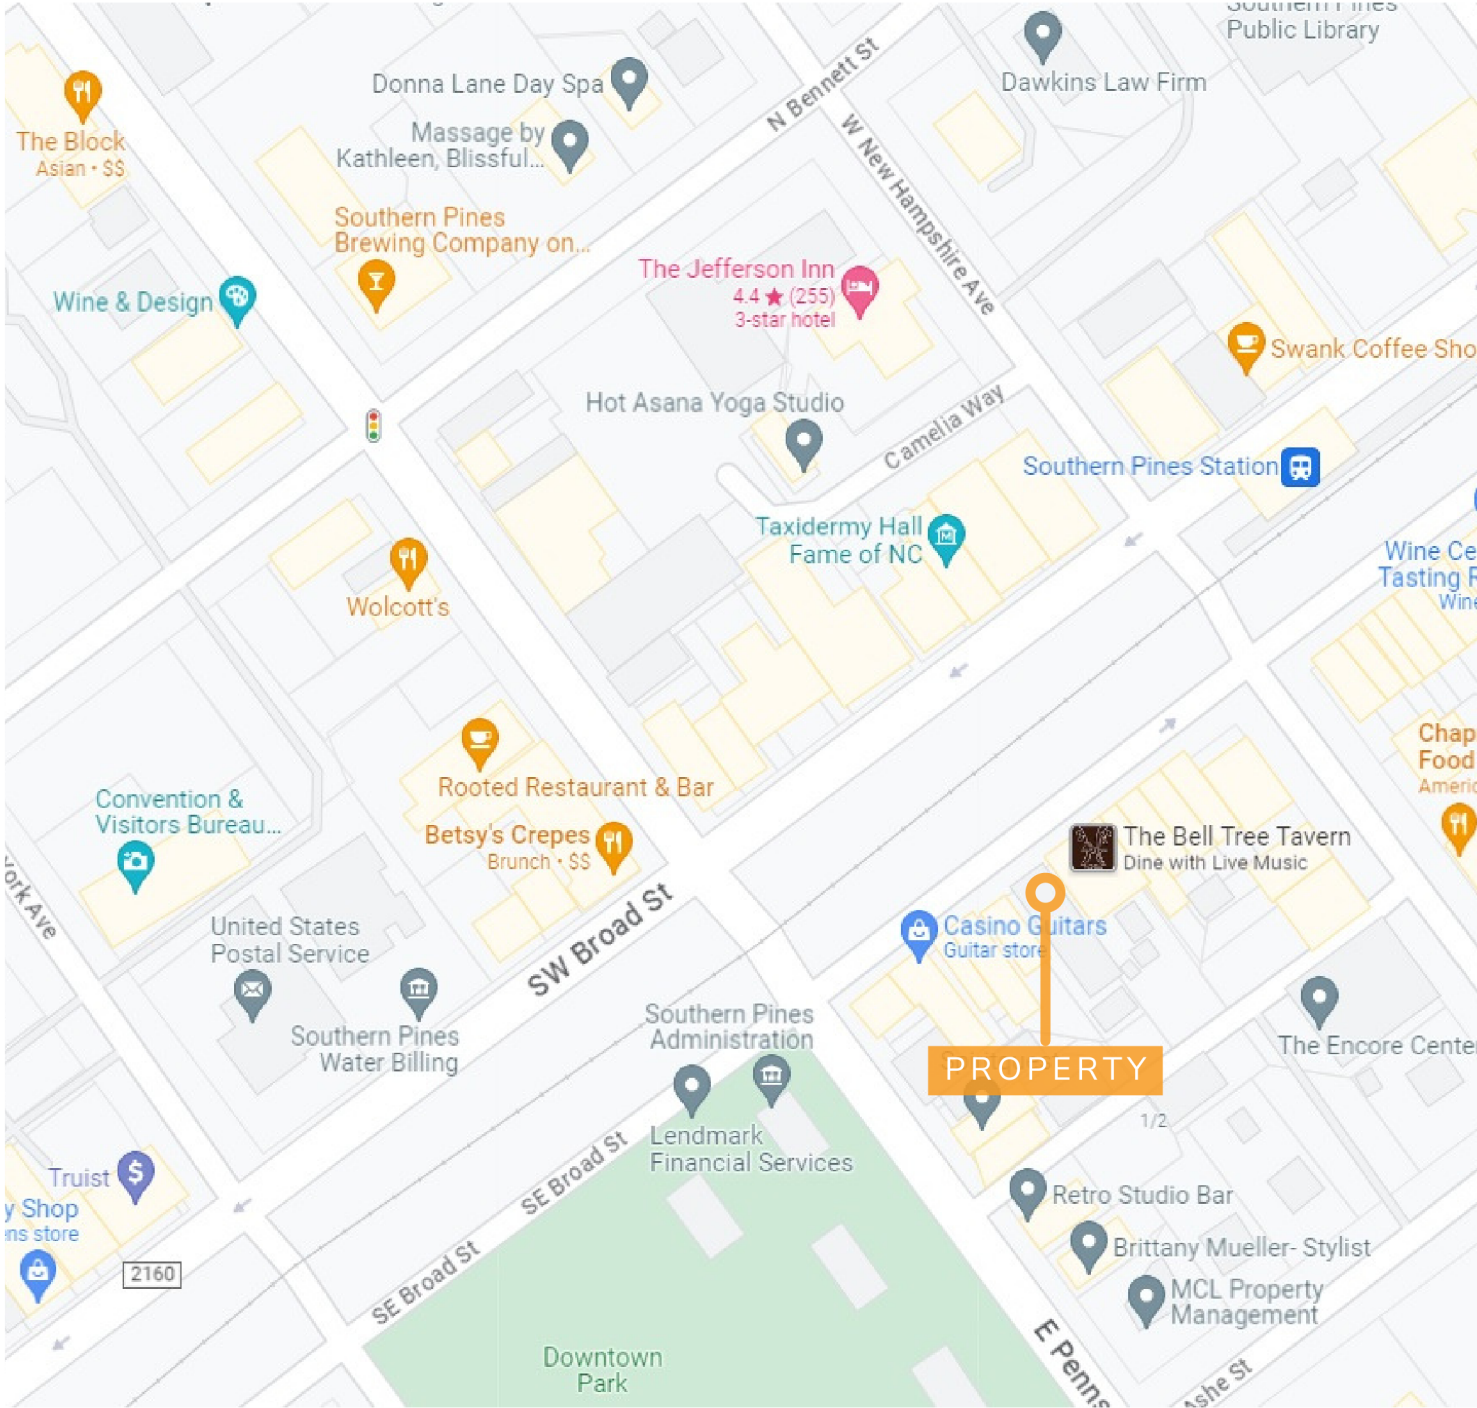 Southern Pines
Public Library
Dawkins Law Firm
N Bennett St
Donna Lane Day Spa
Massage by
Kathleen, Blissful...
The Block
Asian • $$
W New Hampshire Ave
Southern Pines
Brewing Company on...
The Jefferson Inn
4.4 ★ (255)
3-star hotel
Wine & Design
Swank Coffee Sho
Hot Asana Yoga Studio
Camelia Way
Southern Pines Station
Taxidermy Hall
Fame of NC
Wine Ce
Tasting R
Wine
Wolcott's
Rooted Restaurant & Bar
Chap
Food
Americ
Convention &
Visitors Bureau...
Betsy's Crepes
Brunch • $$
The Bell Tree Tavern
Dine with Live Music
York Ave
SW Broad St
United States
Postal Service
Casino Guitars
Guitar store
Southern Pines
Water Billing
Southern Pines
Administration
The Encore Center
PROPERTY
1/2
Lendmark
Financial Services
SE Broad St
Truist
$
y Shop
ens store
Retro Studio Bar
Brittany Mueller- Stylist
MCL Property
Management
2160
SE Broad St
Downtown
Park
E Penns
Ashe St